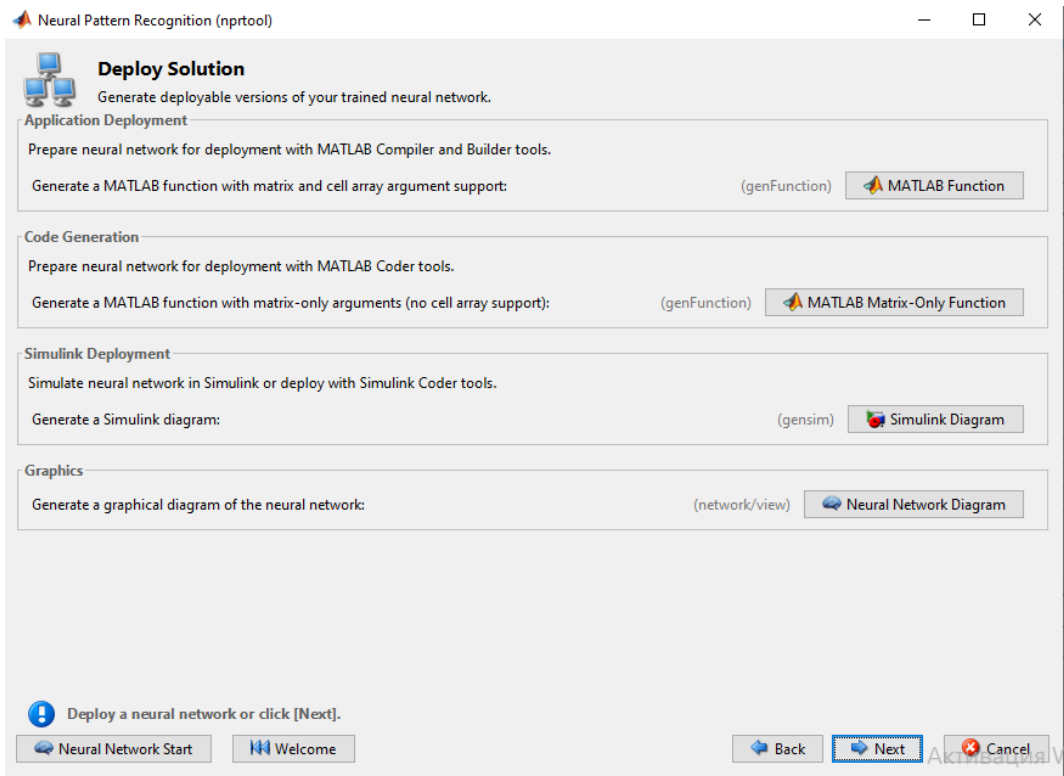 Neural Pattern Recognition (nprtool)
Deploy Solution
Generate deployable versions of your trained neural network.
Application Deployment
Prepare neural network for deployment with MATLAB Compiler and Builder tools.
Generate a MATLAB function with matrix and cell array argument support: (genFunction) MATLAB Function
Code Generation
Prepare neural network for deployment with MATLAB Coder tools.
Generate a MATLAB function with matrix-only arguments (no cell array support): (genFunction) MATLAB Matrix-Only Function
Simulink Deployment
Simulate neural network in Simulink or deploy with Simulink Coder tools.
Generate a Simulink diagram: (gensim) Simulink Diagram
Graphics
Generate a graphical diagram of the neural network: (network/view) Neural Network Diagram
Deploy a neural network or click [Next].
Neural Network Start Welcome Back Next Cancel
Активация W